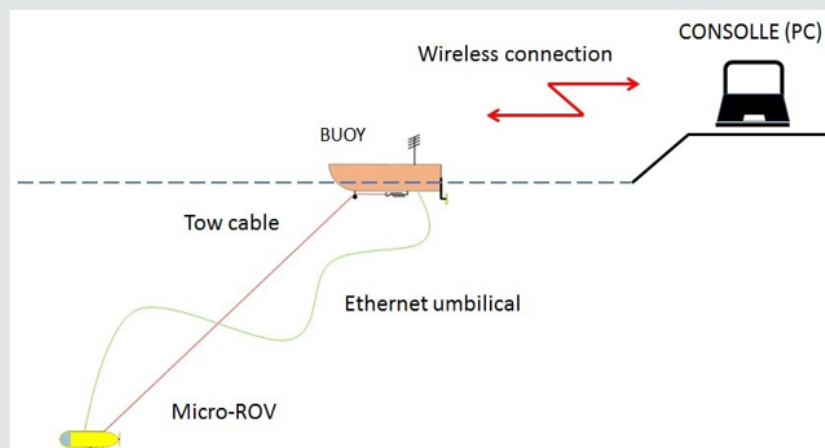 CONSOLLE (PC)
Wireless connection
BUOY
Tow cable
Ethernet umbilical
Micro-ROV